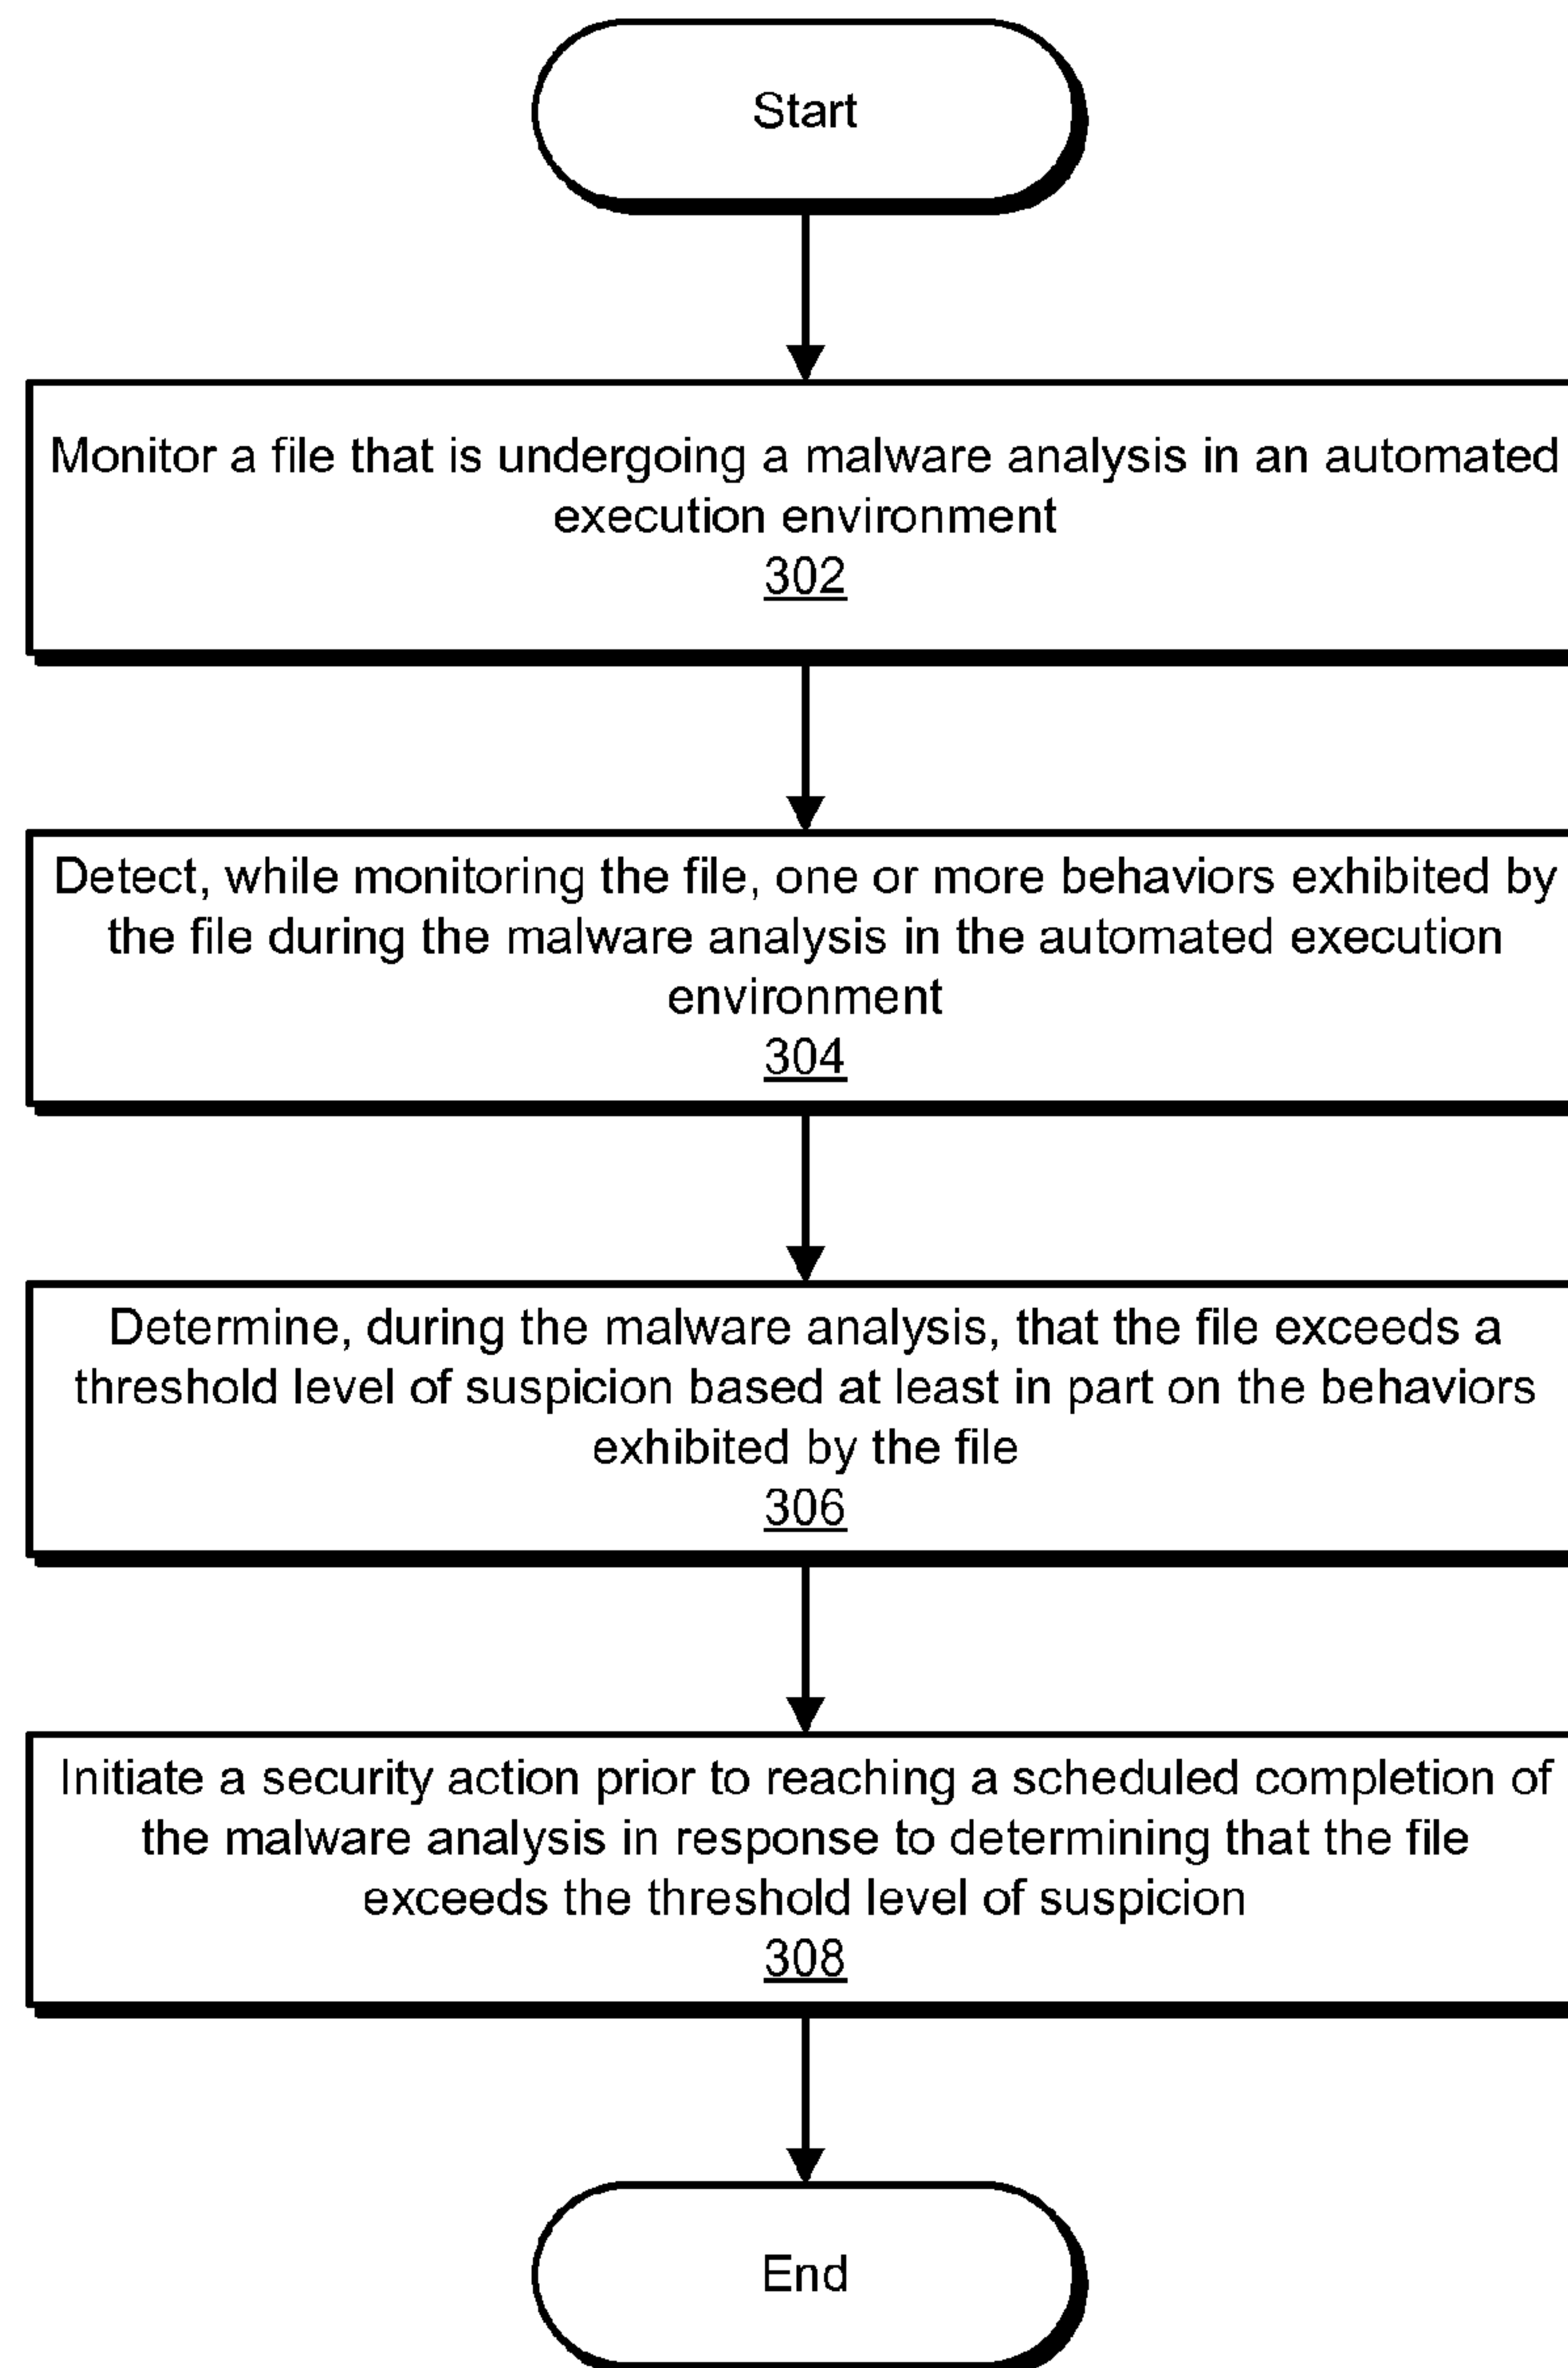 Start
Monitor a file that is undergoing a malware analysis in an automated
execution environment
302
Detect, while monitoring the file, one or more behaviors exhibited by
the file during the malware analysis in the automated execution
environment
304
Determine, during the malware analysis, that the file exceeds a
threshold level of suspicion based at least in part on the behaviors
exhibited by the file
306
Initiate a security action prior to reaching a scheduled completion of
the malware analysis in response to determining that the file
exceeds the threshold level of suspicion
308
End